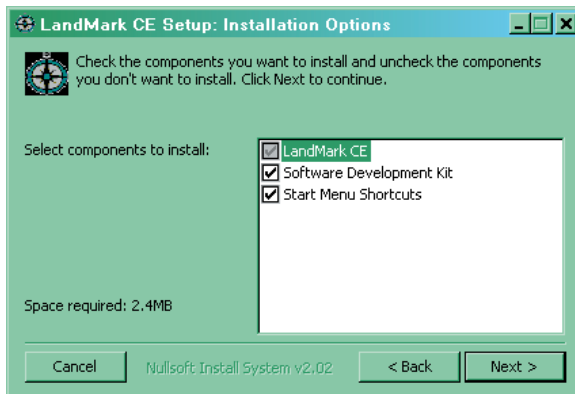 LandMark CE Setup: Installation Options
Check the components you want to install and uncheck the components
you don't want to install. Click Next to continue.
Select components to install:
LandMark CE
Software Development Kit
Start Menu Shortcuts
Space required: 2.4MB
Cancel
Nullsoft Install System v2.02
< Back
Next >